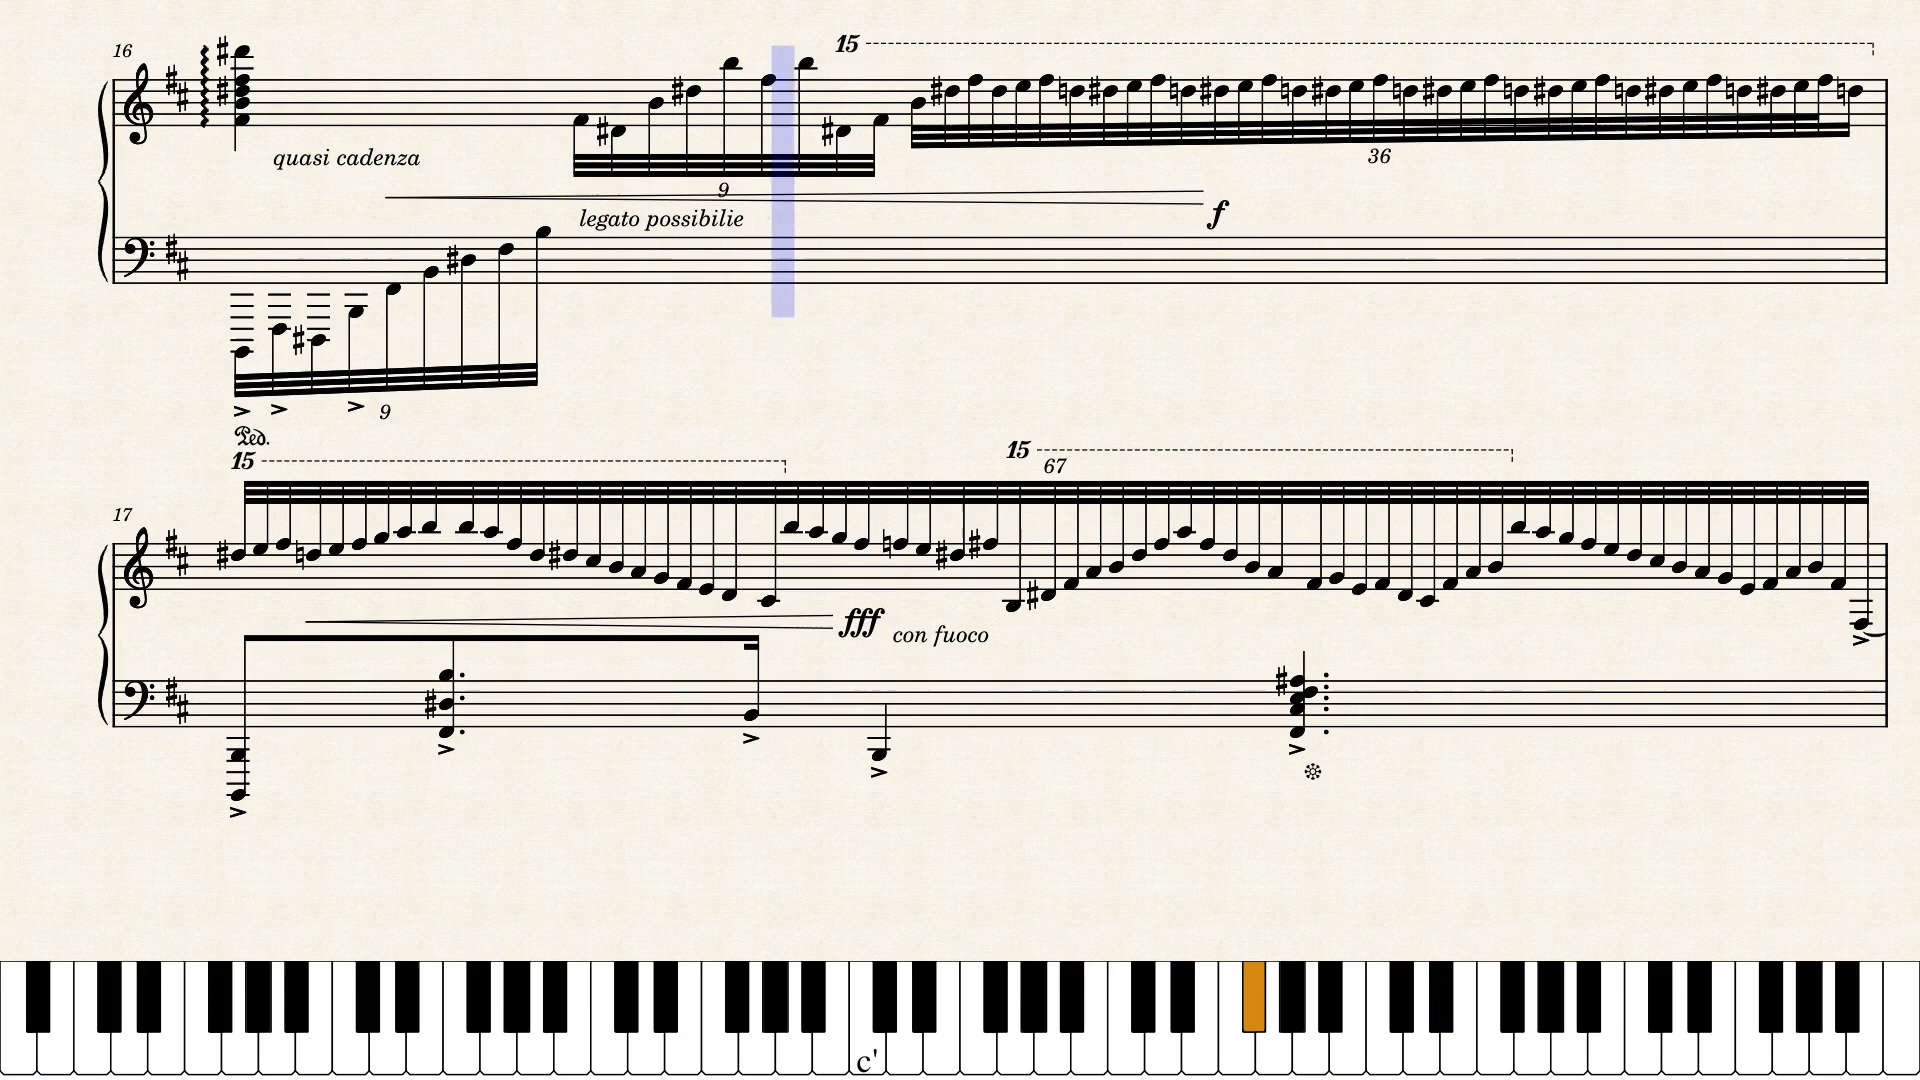 16
15
quasi cadenza
36
9
legato possibilie
f
9
Ped.
15
15
67
17
fff
con fuoco
c'